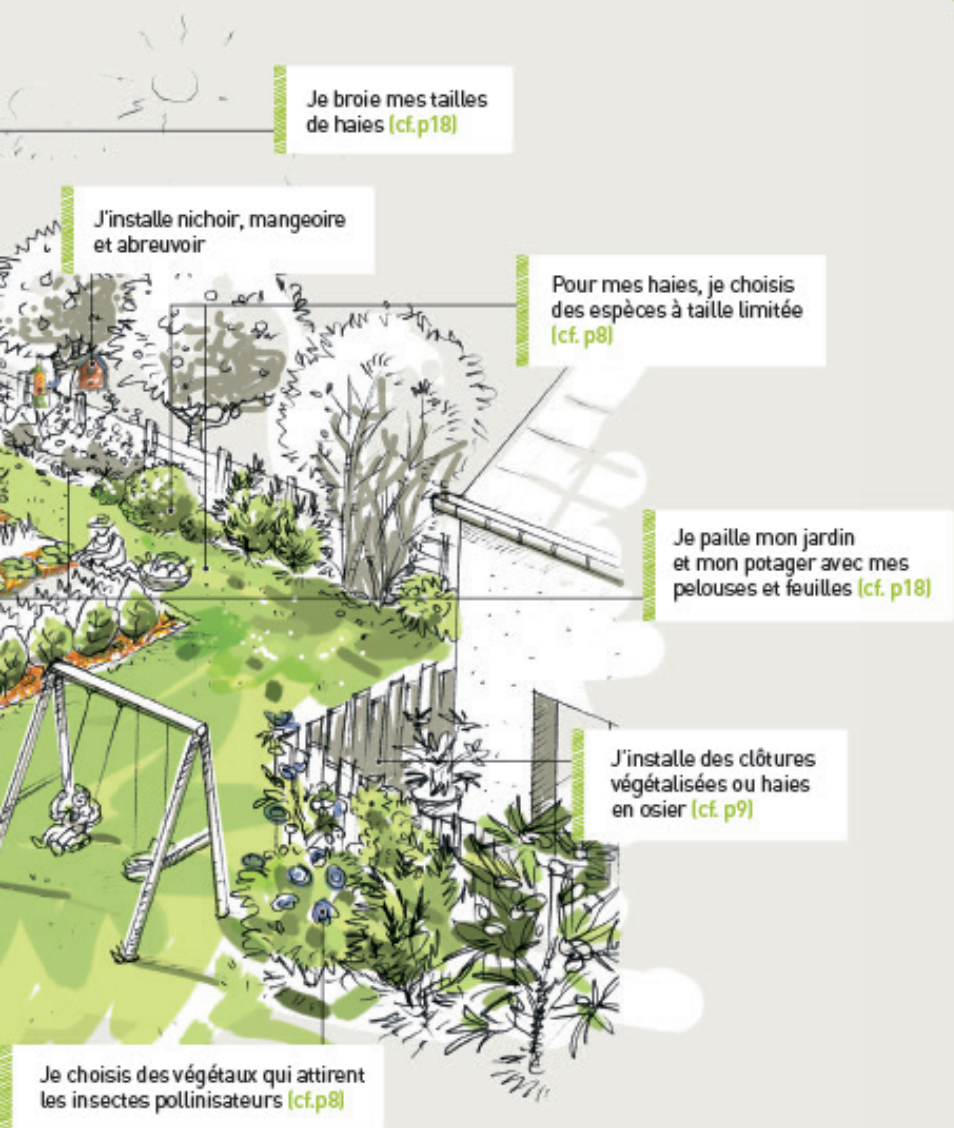 Je broie mes tailles
de haies (cf.p18)
J'installe nichoir, mangeoire
et abreuvoir
Pour mes haies, je choisis
des espèces à taille limitée
(cf. p8)
Je paille mon jardin
et mon potager avec mes
pelouses et feuilles (cf. p18)
J'installe des clôtures
végétalisées ou haies
en osier (cf. p9)
Je choisis des végétaux qui attirent
les insectes pollinisateurs (cf.p8)